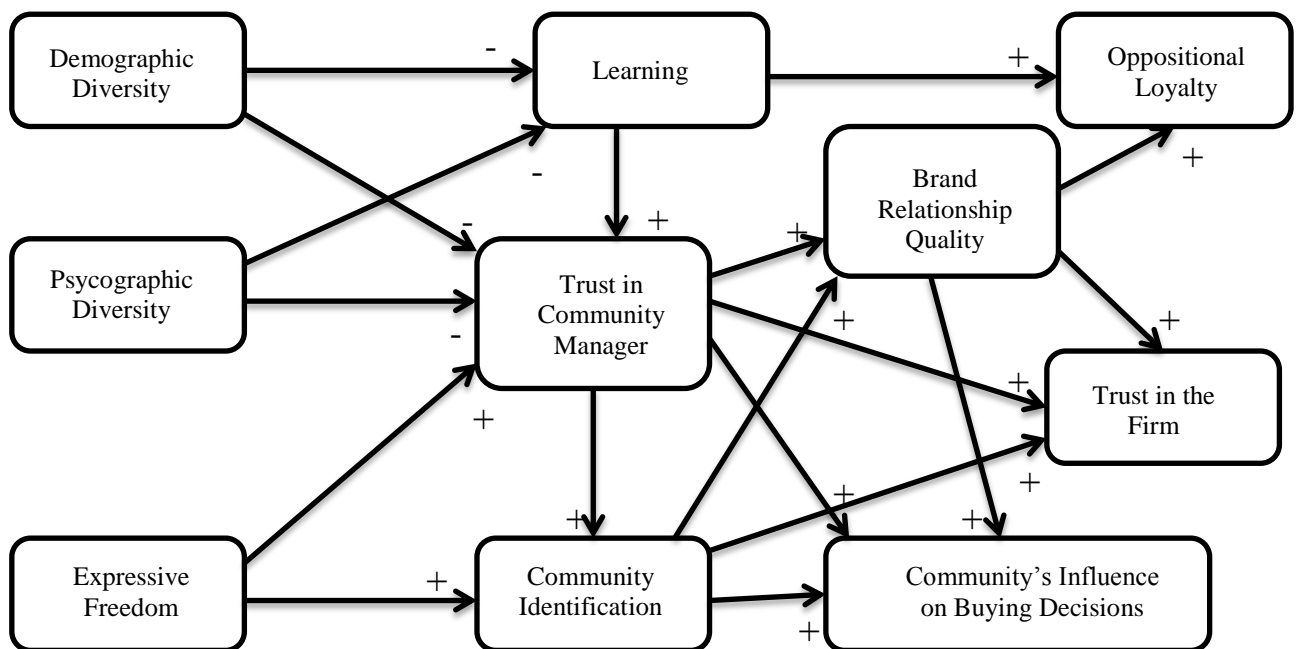 Demographic
Diversity
-
Learning
+
Oppositional
Loyalty
-
+
Brand
Relationship
Quality
+
Psycographic
Diversity
-
-
Trust in
Community
Manager
+
+
+
+
+
Trust in the
Firm
+
+
+
+
+
Expressive
Freedom
+
Community
Identification
+
Community’s Influence
on Buying Decisions